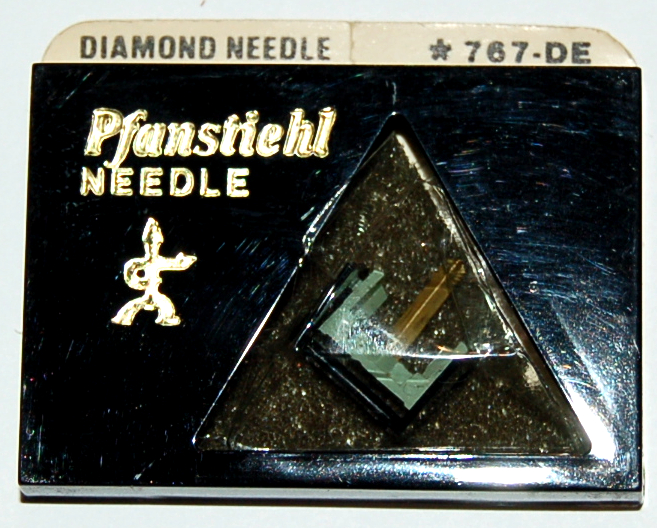 DIAMOND NEEDLE * 767-DE
Pfanstiehl
NEEDLE